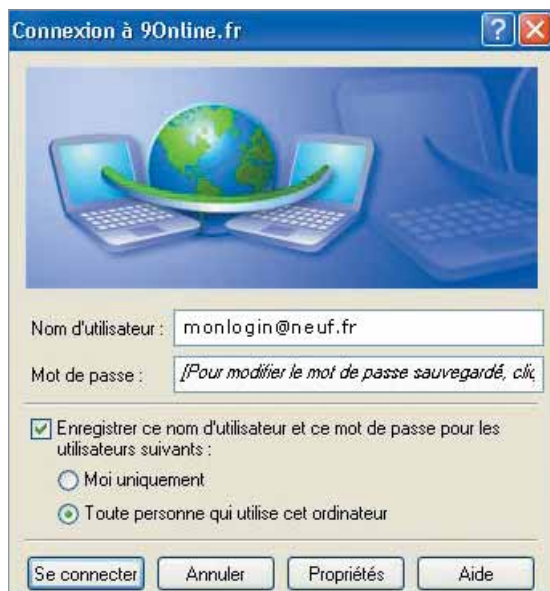 Connexion à 9Online.fr
Nom d'utilisateur : monlogin@neuf.fr
Mot de passe : [Pour modifier le mot de passe sauvegardé, clic
Enregistrer ce nom d'utilisateur et ce mot de passe pour les
utilisateurs suivants :
Moi uniquement
Toute personne qui utilise cet ordinateur
Se connecter Annuler Propriétés Aide